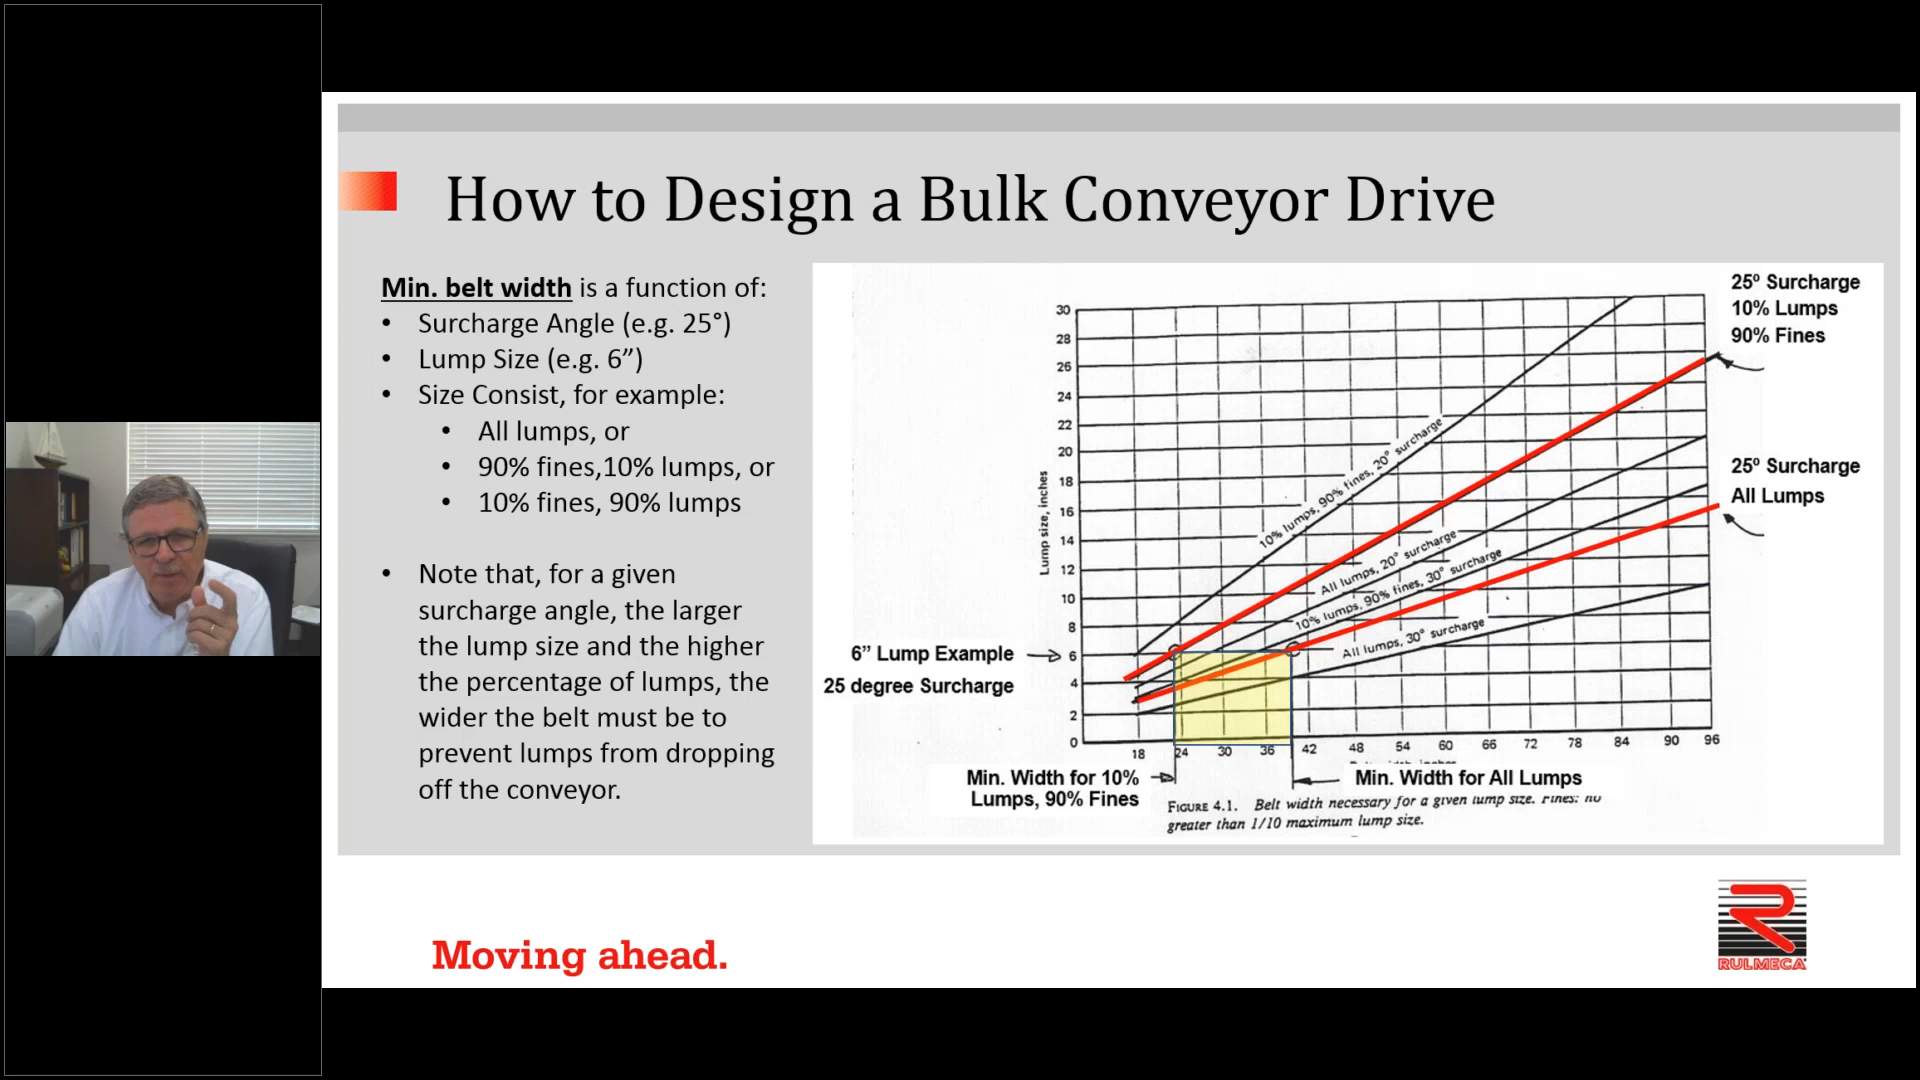 How to Design a Bulk Conveyor Drive
Min. belt width is a function of:
• Surcharge Angle (e.g. 25°)
• Lump Size (e.g. 6”)
• Size Consist, for example:
• All lumps, or
• 90% fines,10% lumps, or
• 10% fines, 90% lumps
• Note that, for a given
surcharge angle, the larger
the lump size and the higher
the percentage of lumps, the
wider the belt must be to
prevent lumps from dropping
off the conveyor.
25º Surcharge
10% Lumps
90% Fines
25º Surcharge
All Lumps
30
28
26
24
22
20
18
16
14
12
10
8
6
4
2
0
Lump size, inches
10% lumps, 90% fines, 20° surcharge
All lumps, 20° surcharge
10% lumps, 90% fines, 30° surcharge
All lumps, 30° surcharge
6” Lump Example
25 degree Surcharge
18 24 30 36 42 48 54 60 66 72 78 84 90 96
Min. Width for 10%
Lumps, 90% Fines
Min. Width for All Lumps
FIGURE 4.1. Belt width necessary for a given lump size. Fines: no
greater than 1/10 maximum lump size.
Moving ahead.
RULMECA